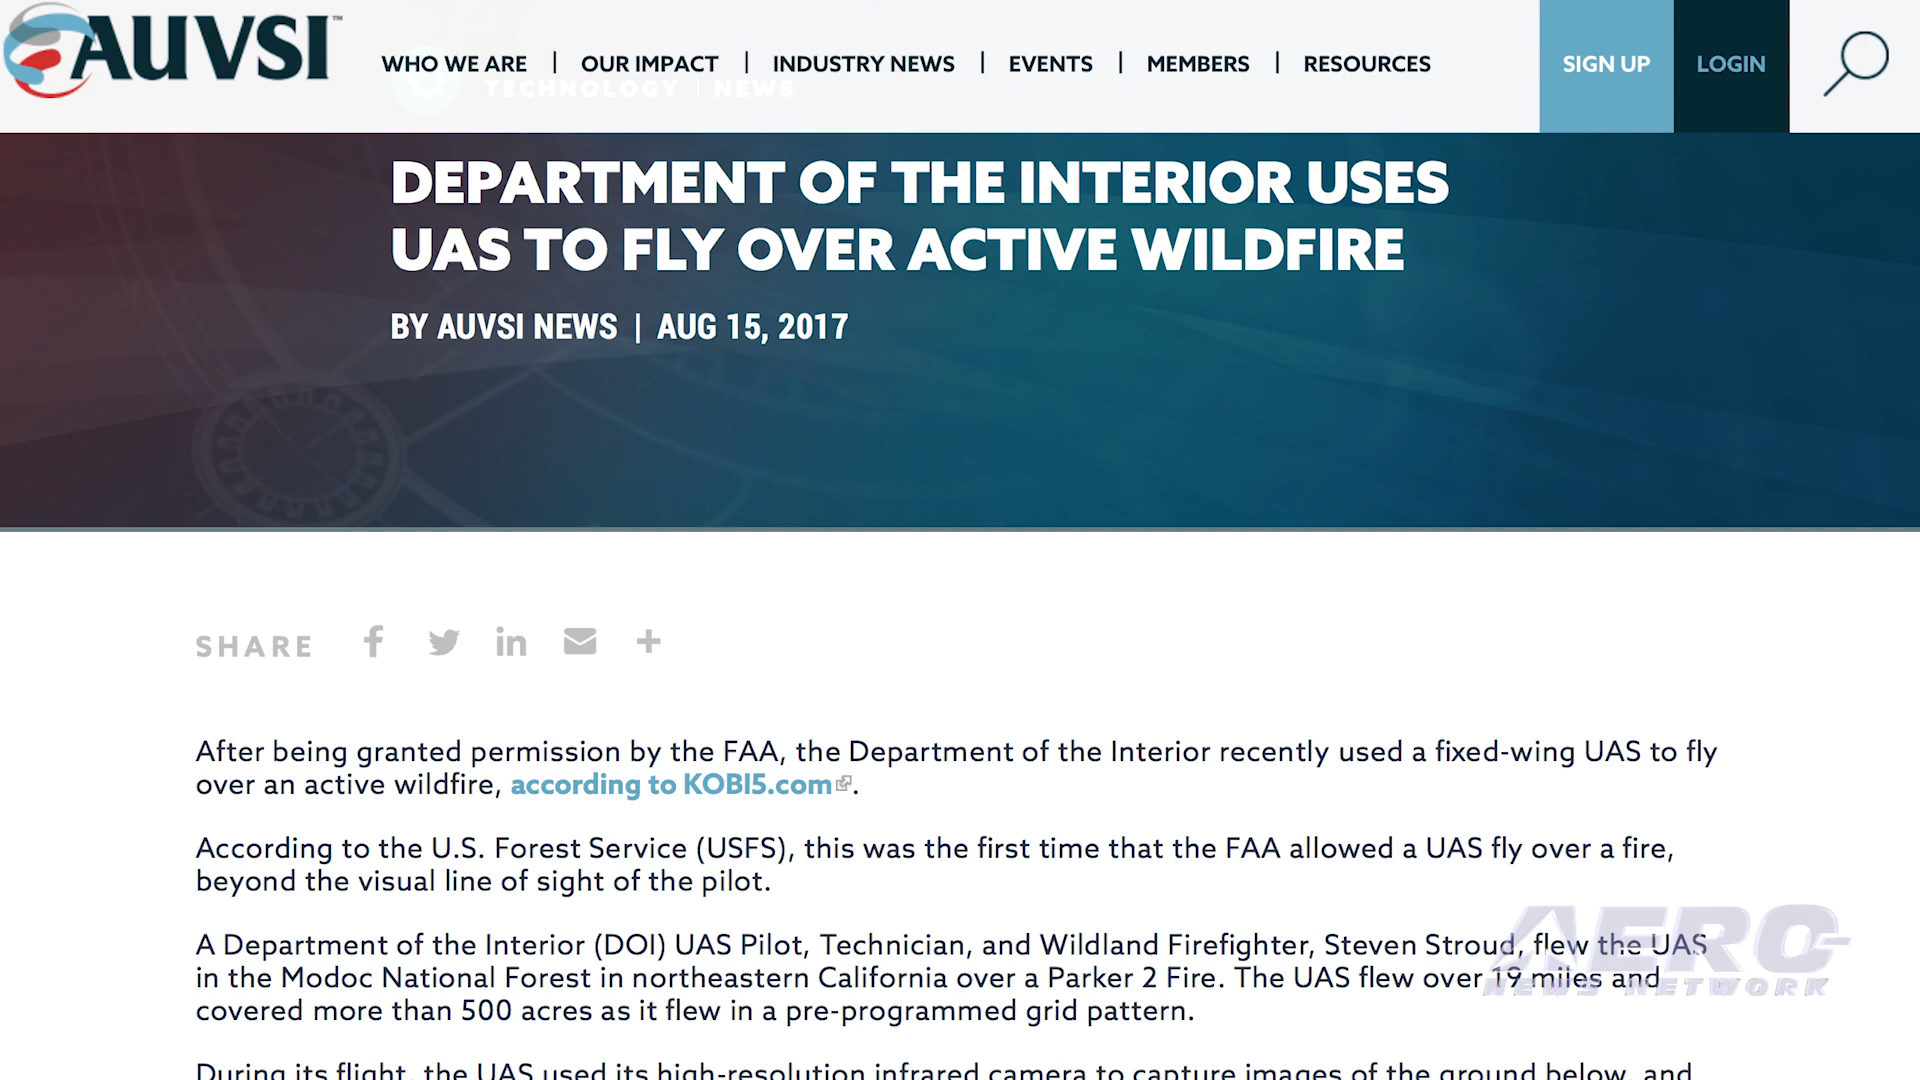 AUVSI™
WHO WE ARE | OUR IMPACT | INDUSTRY NEWS | EVENTS | MEMBERS | RESOURCES
SIGN UP
LOGIN
TECHNOLOGY | NEWS
DEPARTMENT OF THE INTERIOR USES
UAS TO FLY OVER ACTIVE WILDFIRE
BY AUVSI NEWS | AUG 15, 2017
SHARE
After being granted permission by the FAA, the Department of the Interior recently used a fixed-wing UAS to fly
over an active wildfire, according to KOBI5.com.
According to the U.S. Forest Service (USFS), this was the first time that the FAA allowed a UAS fly over a fire,
beyond the visual line of sight of the pilot.
A Department of the Interior (DOI) UAS Pilot, Technician, and Wildland Firefighter, Steven Stroud, flew the UAS
in the Modoc National Forest in northeastern California over a Parker 2 Fire. The UAS flew over 19 miles and
covered more than 500 acres as it flew in a pre-programmed grid pattern.
During its flight, the UAS used its high-resolution infrared camera to capture images of the ground below, and
AERO-
NEWS NETWORK